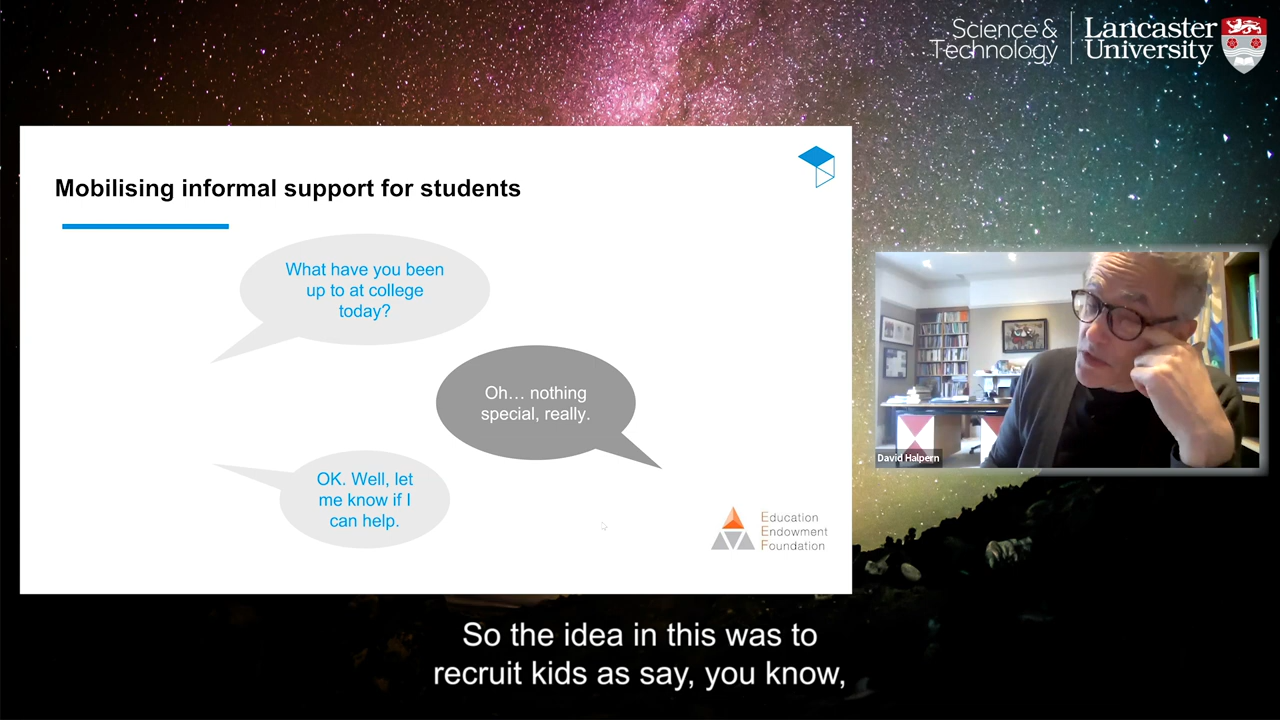 Science &
Technology
Lancaster
University
Mobilising informal support for students
What have you been
up to at college
today?
Oh… nothing
special, really.
OK. Well, let
me know if I
can help.
Education
Endowment
Foundation
David Halpern
So the idea in this was to
recruit kids as say, you know,